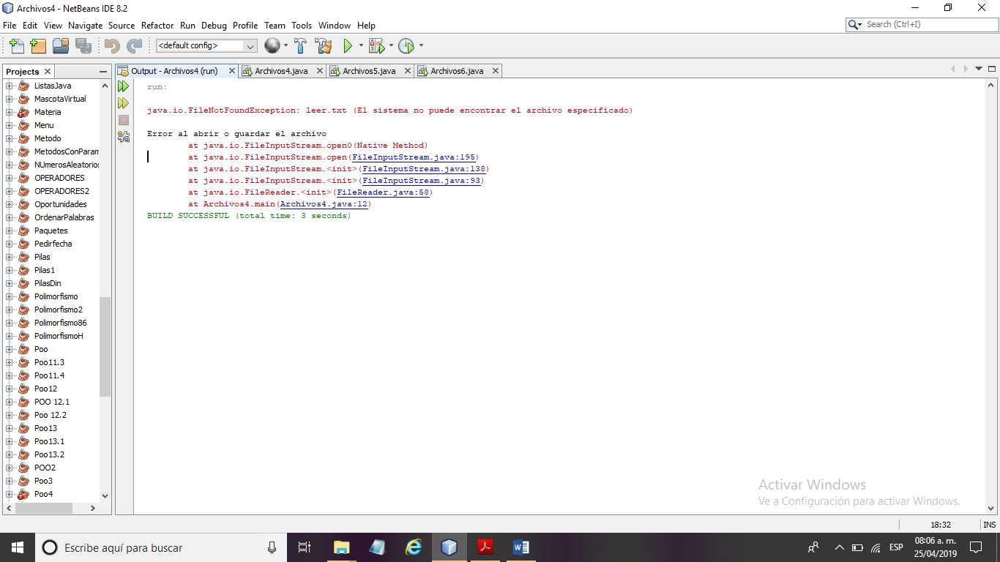 Archivos4 - NetBeans IDE 8.2
File Edit View Navigate Source Refactor Run Debug Profile Team Tools Window Help
Search (Ctrl+I)
<default config>
Projects
Output - Archivos4 (run)
Archivos4.java
Archivos5.java
Archivos6.java
ListasJava
MascotaVirtual
Materia
Menu
Metodo
MetodosConParam
NUmerosAleatorios
OPERADORES
OPERADORES2
Oportunidades
OrdenarPalabras
Paquetes
Pedirfecha
Pilas
Pilas1
PilasDin
Polimorfismo
Polimorfismo2
Polimorfismo86
PolimorfismoH
Poo
Poo11.3
Poo11.4
Poo12
POO 12.1
Poo 12.2
Poo13
Poo13.1
Poo13.2
POO2
Poo3
Poo4
run:
java.io.FileNotFoundException: leer.txt (El sistema no puede encontrar el archivo especificado)
Error al abrir o guardar el archivo
at java.io.FileInputStream.open0(Native Method)
at java.io.FileInputStream.open(FileInputStream.java:195)
at java.io.FileInputStream.<init>(FileInputStream.java:138)
at java.io.FileInputStream.<init>(FileInputStream.java:93)
at java.io.FileReader.<init>(FileReader.java:58)
at Archivos4.main(Archivos4.java:12)
BUILD SUCCESSFUL (total time: 3 seconds)
Activar Windows
Ve a Configuración para activar Windows.
18:32 INS
Escribe aquí para buscar
ESP
08:06 a. m.
25/04/2019